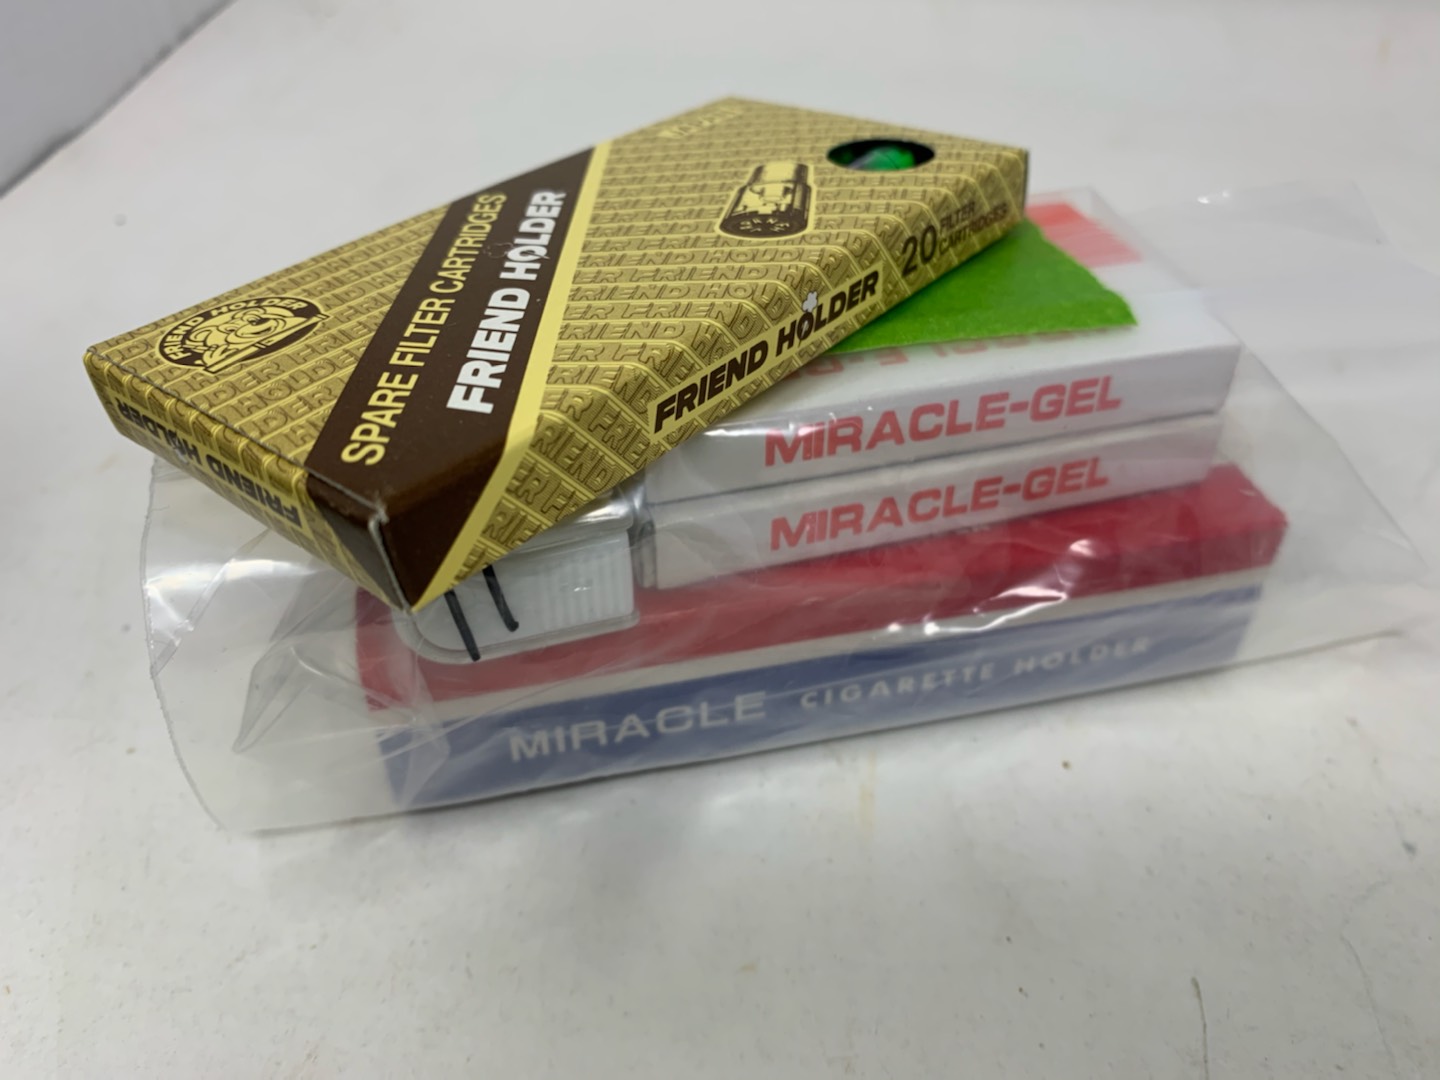 SPARE FILTER CARTRIDGES
FRIEND HOLDER
FRIEND HOLDER
20 FILTER
CARTRIDGES
FRIEND HOLDER
FRIEND HOLDER
MIRACLE-GEL
MIRACLE-GEL
MIRACLE CIGARETTE HOLDER